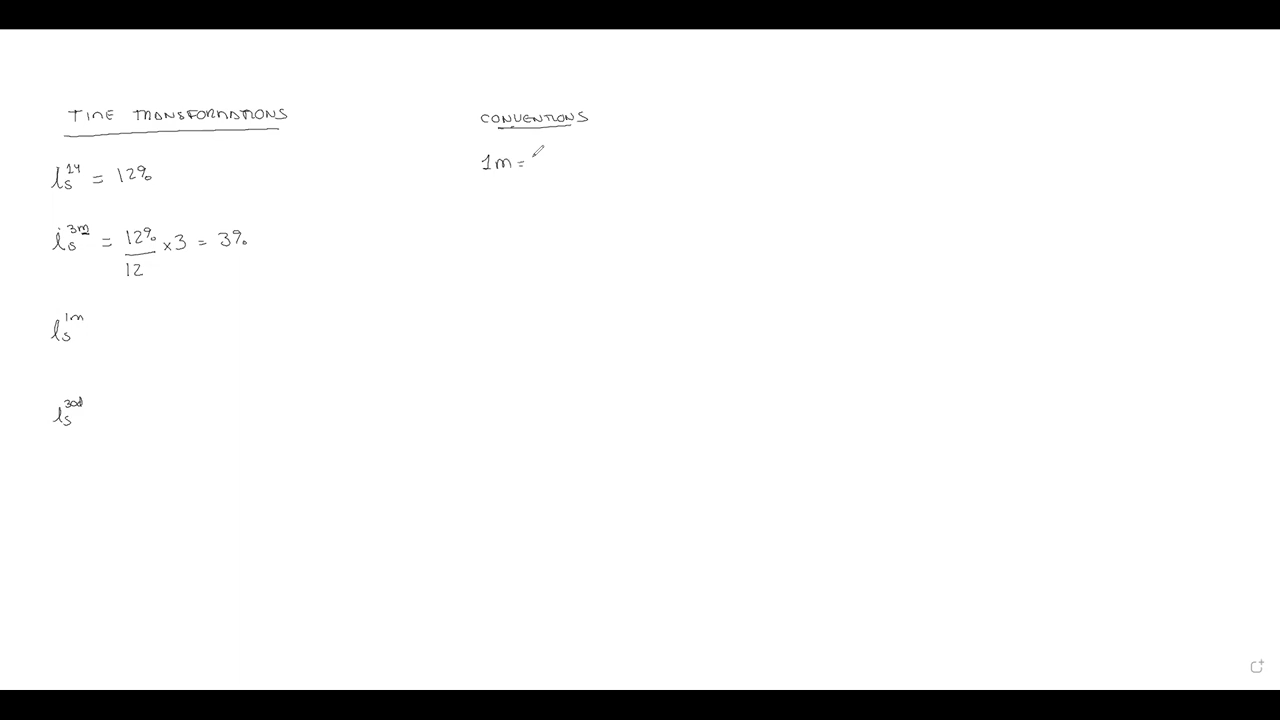 TIME TRANSFORMATIONS
i_s^{1Y} = 12%
i_s^{3m} = 12%/12 x 3 = 3%
i_s^{1m}
i_s^{30d}
CONVENTIONS
1m =